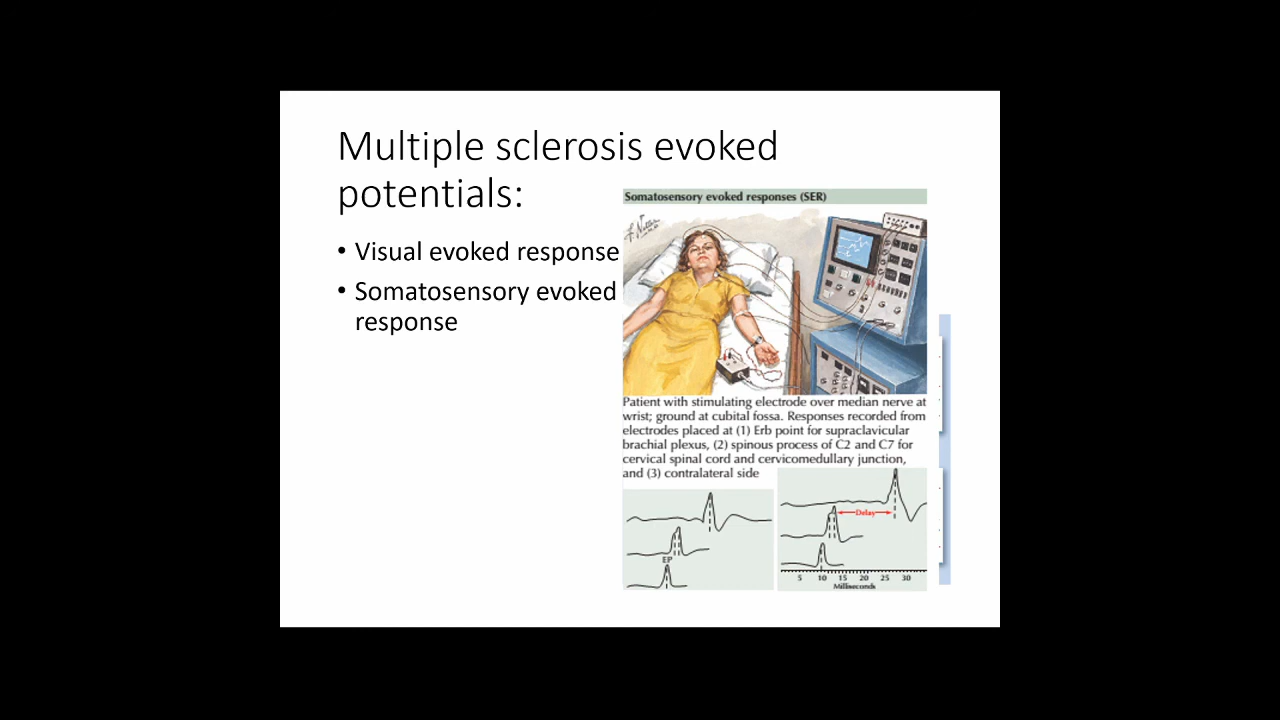 Multiple sclerosis evoked
potentials:
• Visual evoked response
• Somatosensory evoked
response
Somatosensory evoked responses (SER)
F. Netter
Patient with stimulating electrode over median nerve at
wrist; ground at cubital fossa. Responses recorded from
electrodes placed at (1) Erb point for supraclavicular
brachial plexus, (2) spinous process of C2 and C7 for
cervical spinal cord and cervicomedullary junction,
and (3) contralateral side
EP
Delay
5 10 15 20 25 30
Milliseconds